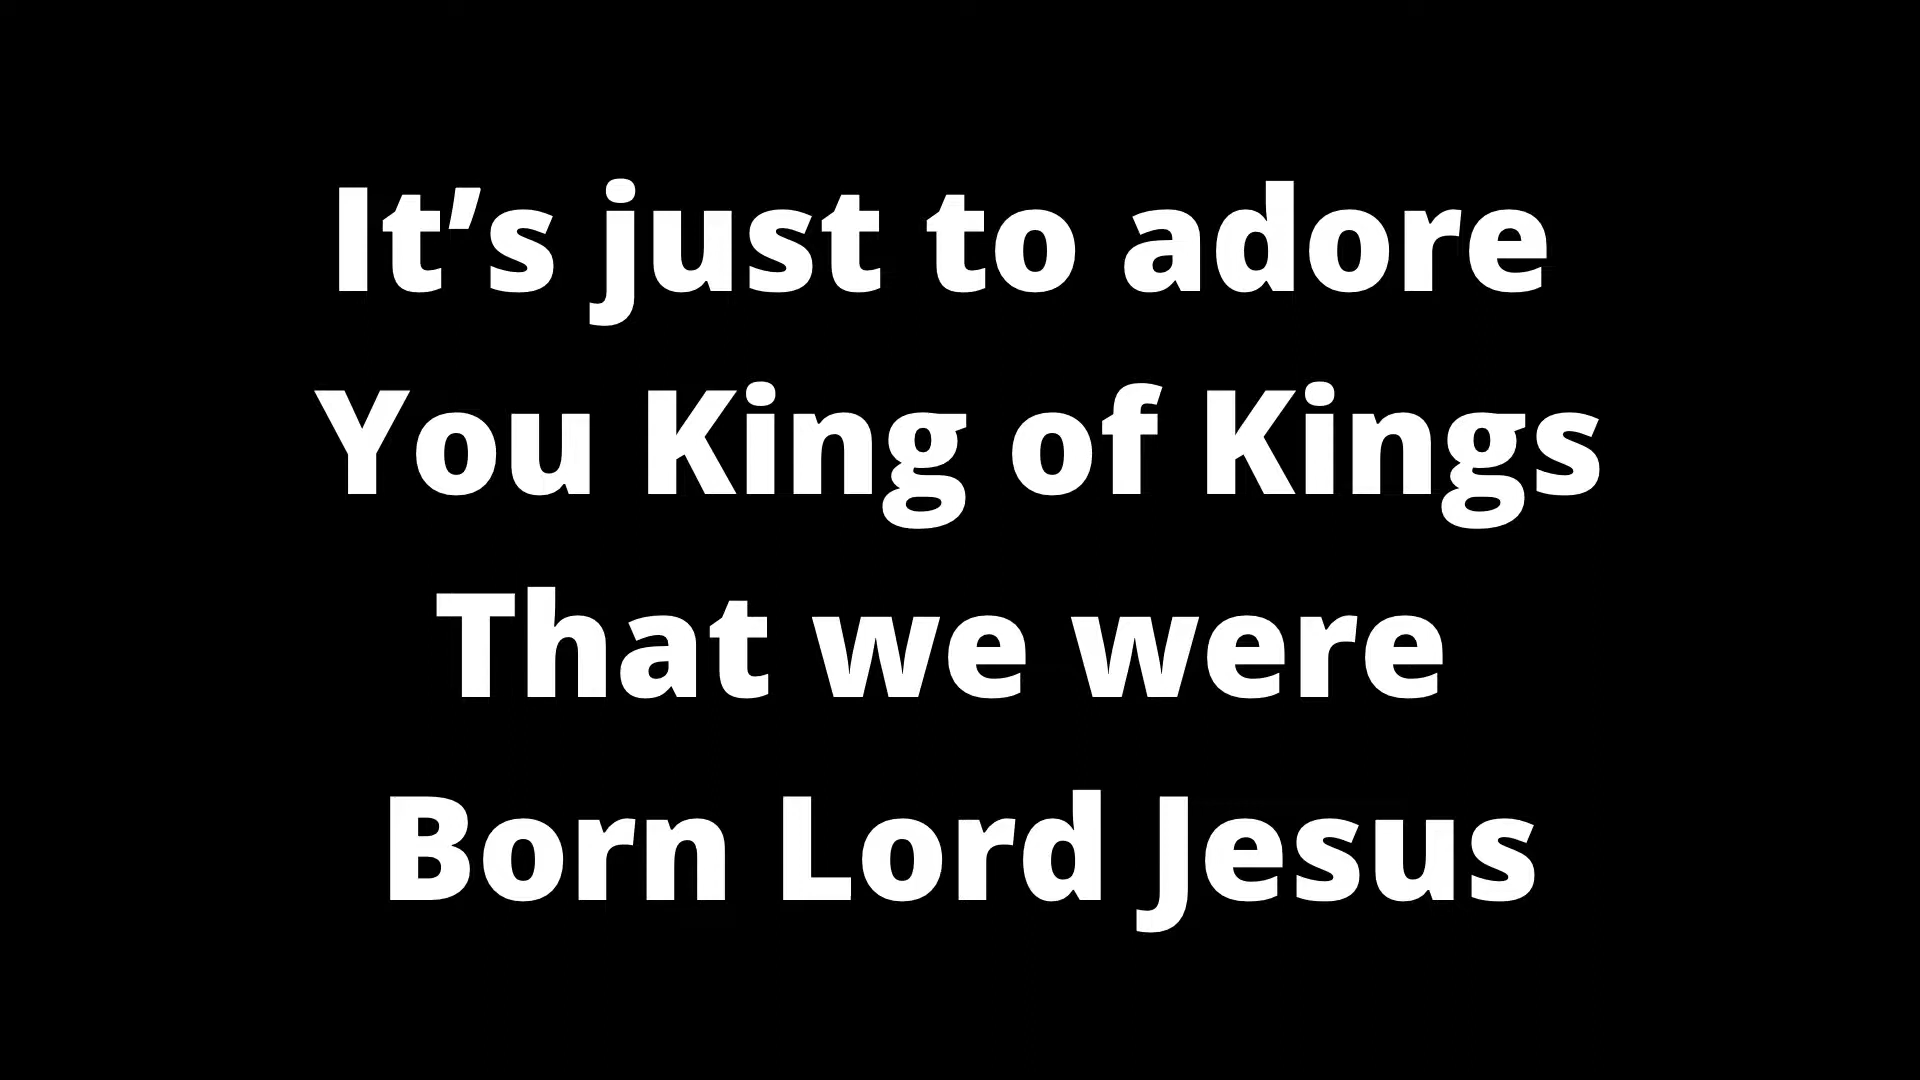 It’s just to adore
You King of Kings
That we were
Born Lord Jesus